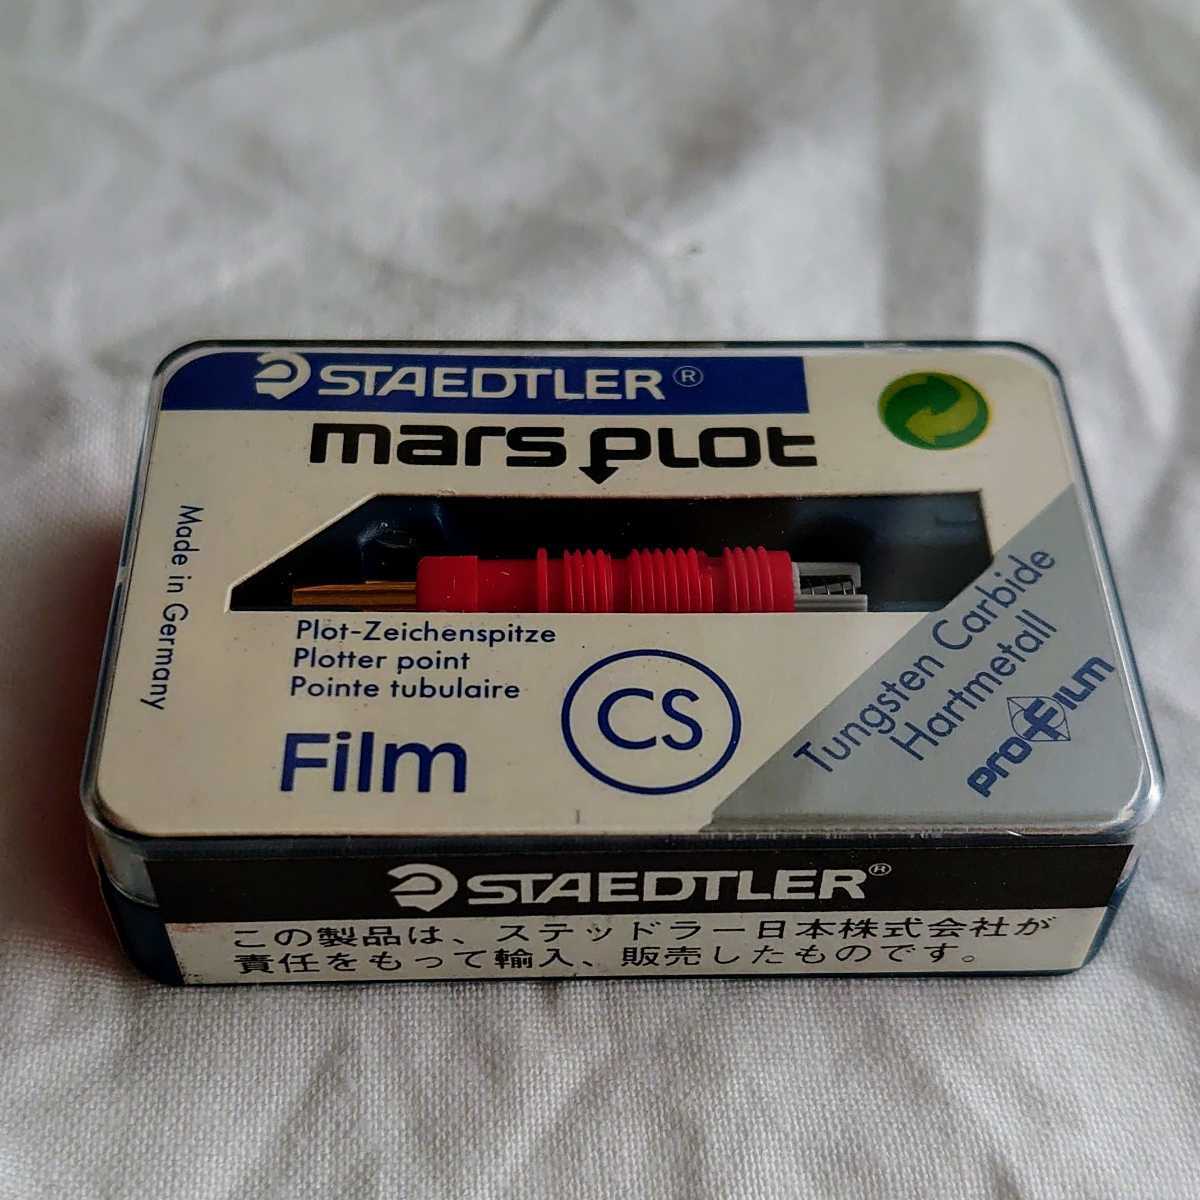 STAEDTLER®
mars plot
Made in Germany
Plot-Zeichenspitze
Plotter point
Pointe tubulaire
Film
CS
Tungsten Carbide
Hartmetall
proFILM
STAEDTLER®
この製品は、ステッドラー日本株式会社が
責任をもって輸入、販売したものです。